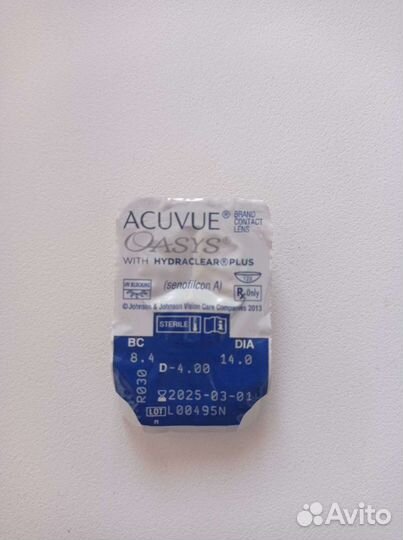 ACUVUE® BRAND CONTACT LENS
OASYS®
WITH HYDRACLEAR® PLUS
UV BLOCKING
(senofilcon A)
℞ Only
© Johnson & Johnson Vision Care Companies 2013
STERILE
BC DIA
8.4 14.0
D-4.00
R030
2025-03-01
LOT L00495N
Avito